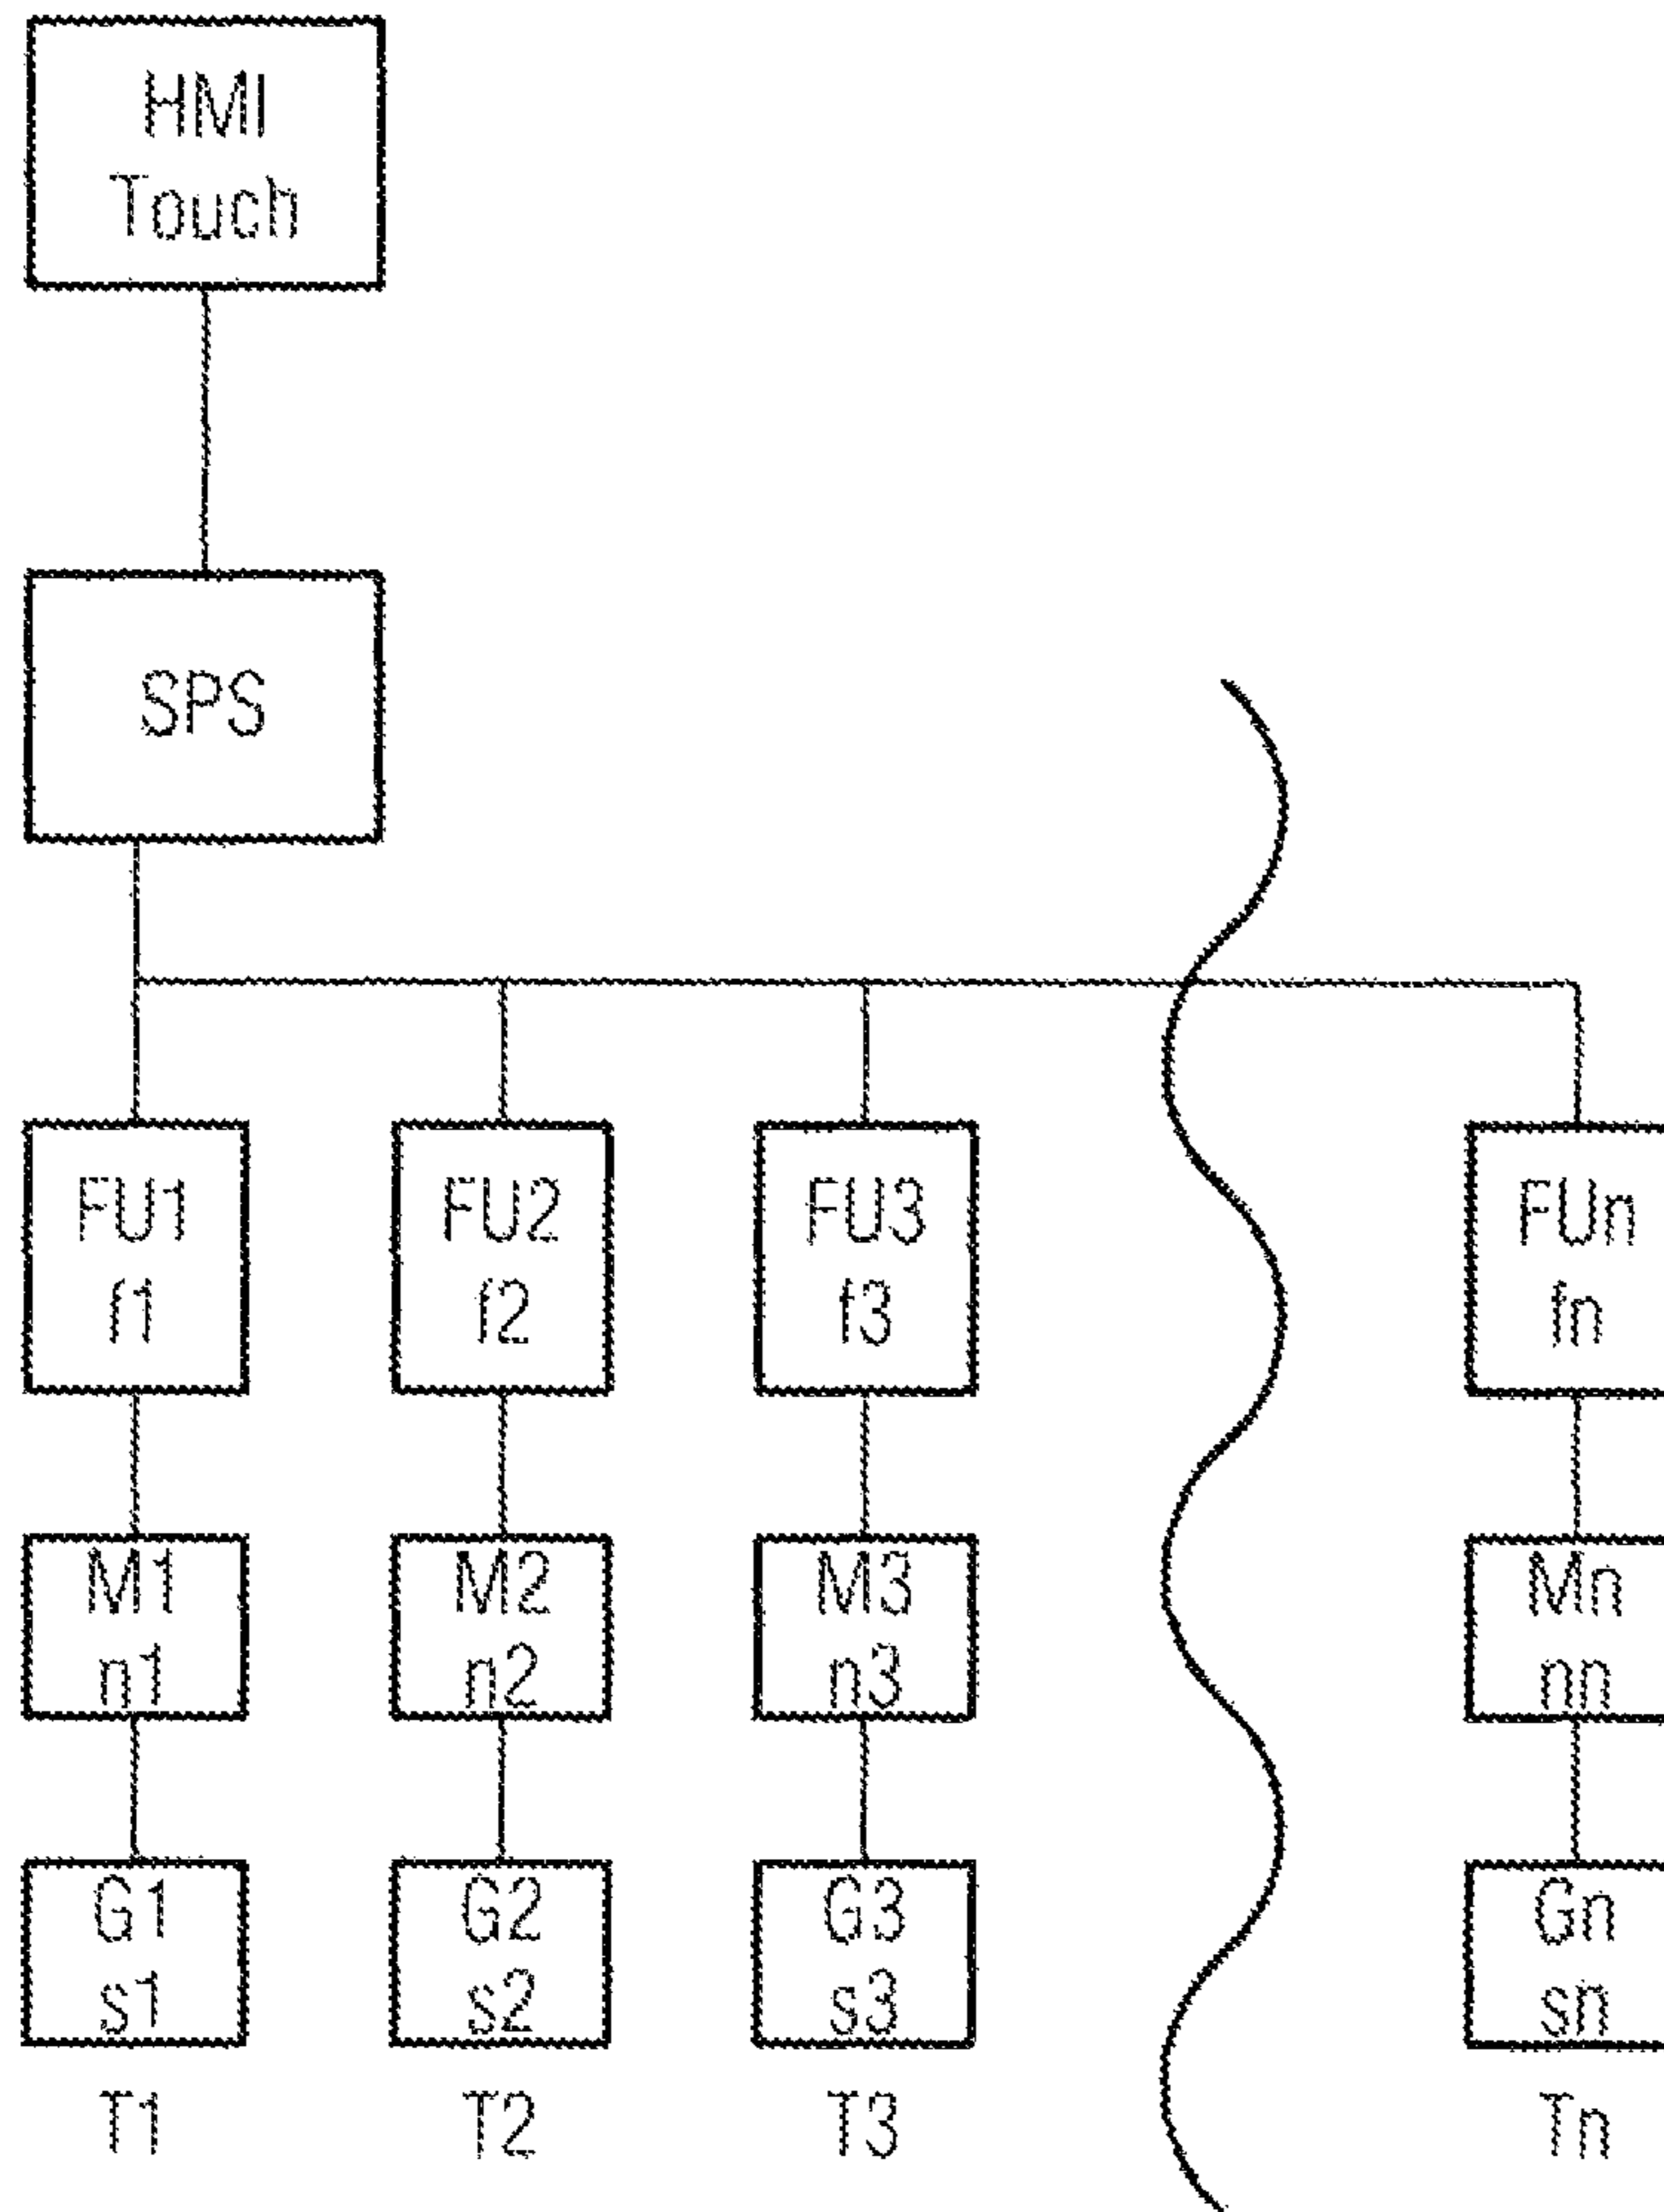 HMI
Touch
SPS
FU1 FU2 FU3 FUn
f1 f2 f3 fn
M1 M2 M3 Mn
n1 n2 n3 nn
G1 G2 G3 Gn
s1 s2 s3 sn
T1 T2 T3 Tn